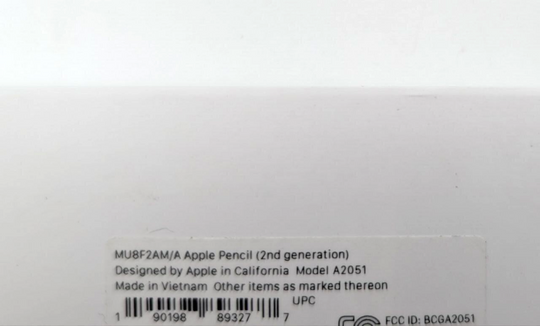 MU8F2AM/A Apple Pencil (2nd generation)
Designed by Apple in California Model A2051
Made in Vietnam Other items as marked thereon
UPC
1 90198 89327 7
FCC ID: BCGA2051